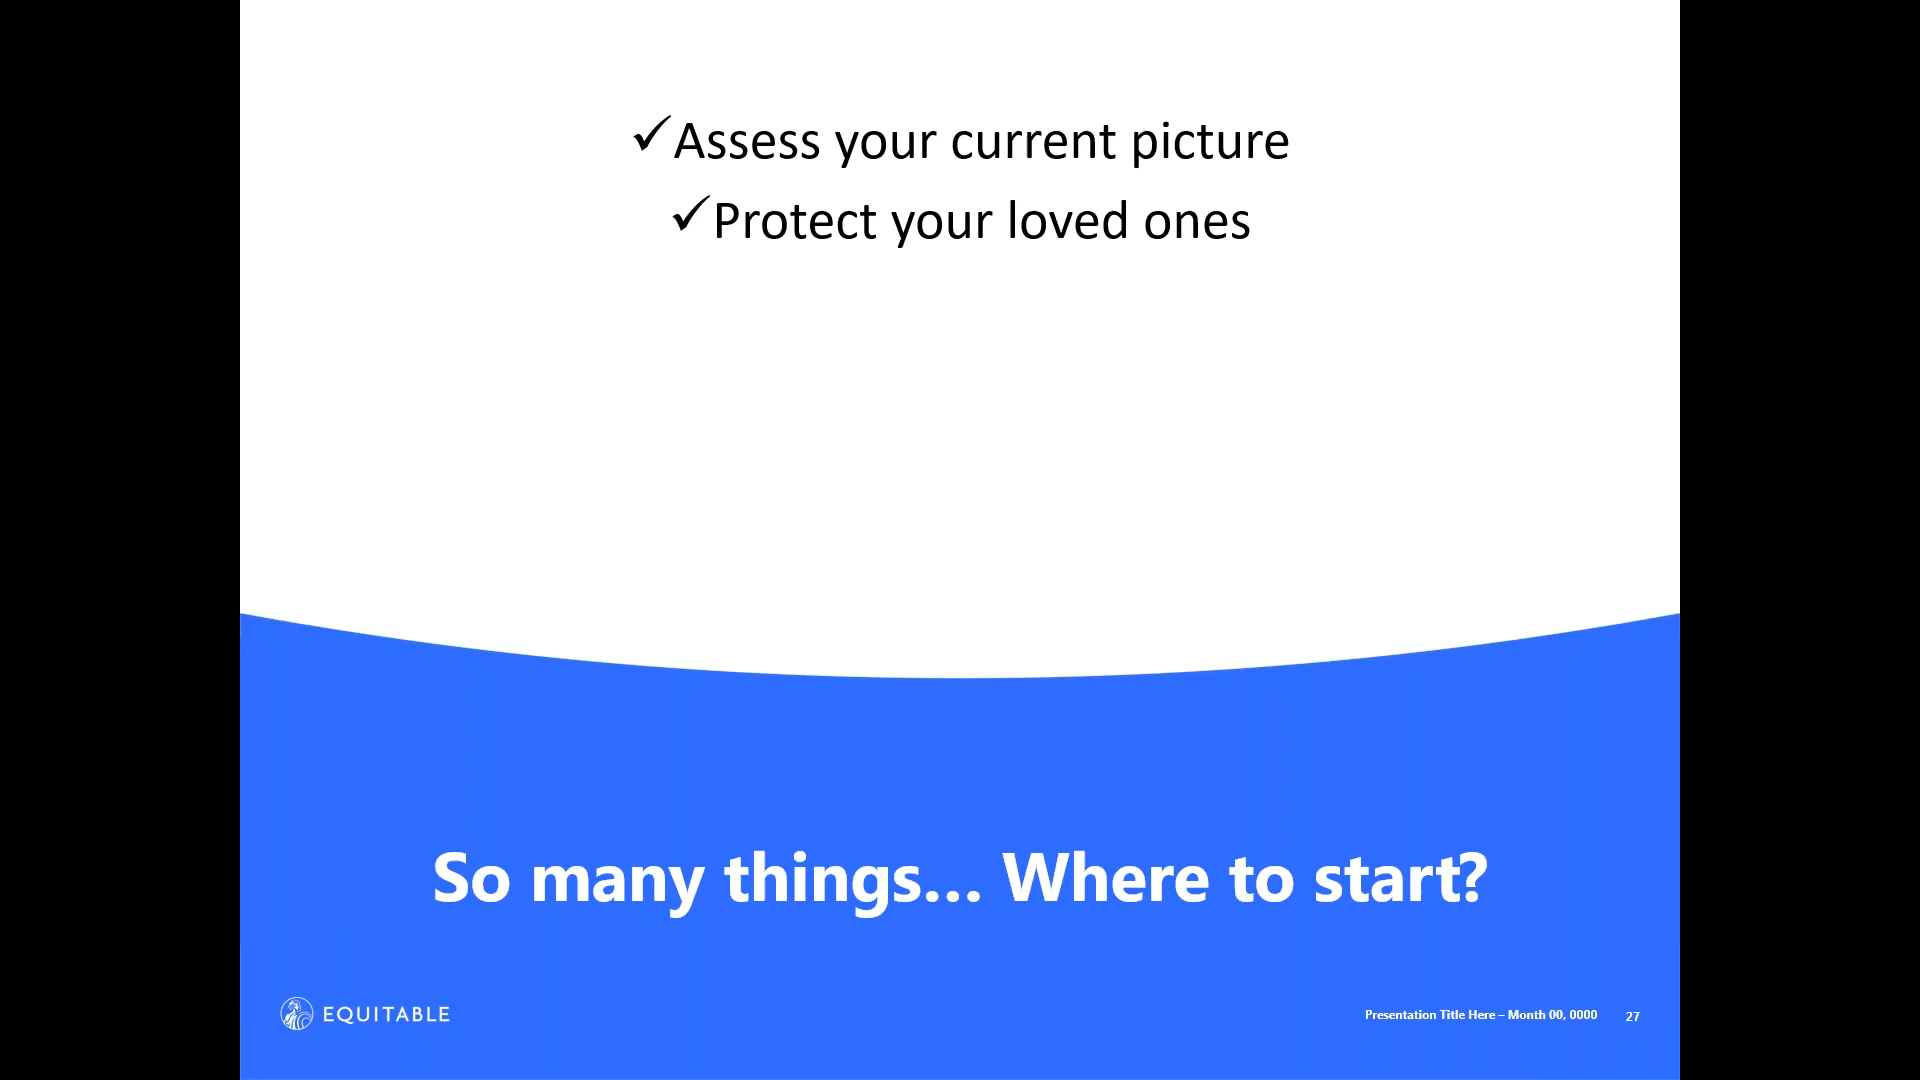 ✓Assess your current picture
✓Protect your loved ones
So many things... Where to start?
EQUITABLE
Presentation Title Here – Month 00, 0000 27